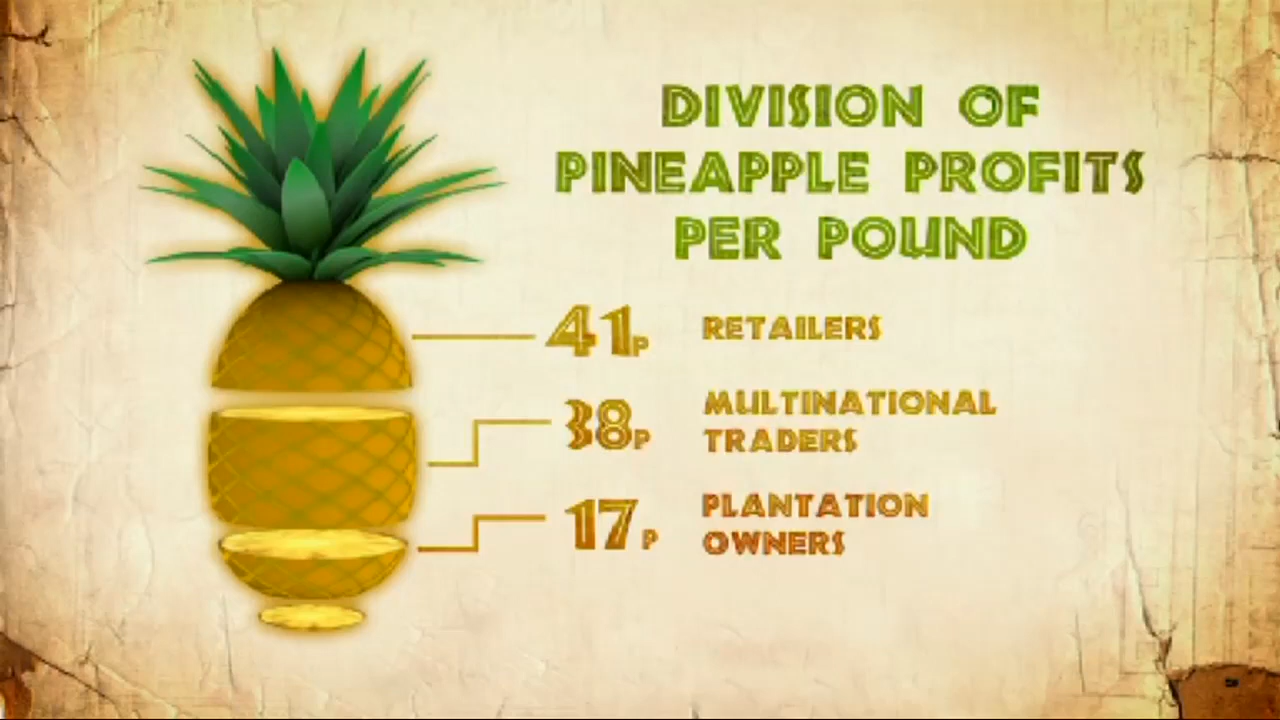 DIVISION OF
PINEAPPLE PROFITS
PER POUND
41P RETAILERS
38P MULTINATIONAL
TRADERS
17P PLANTATION
OWNERS